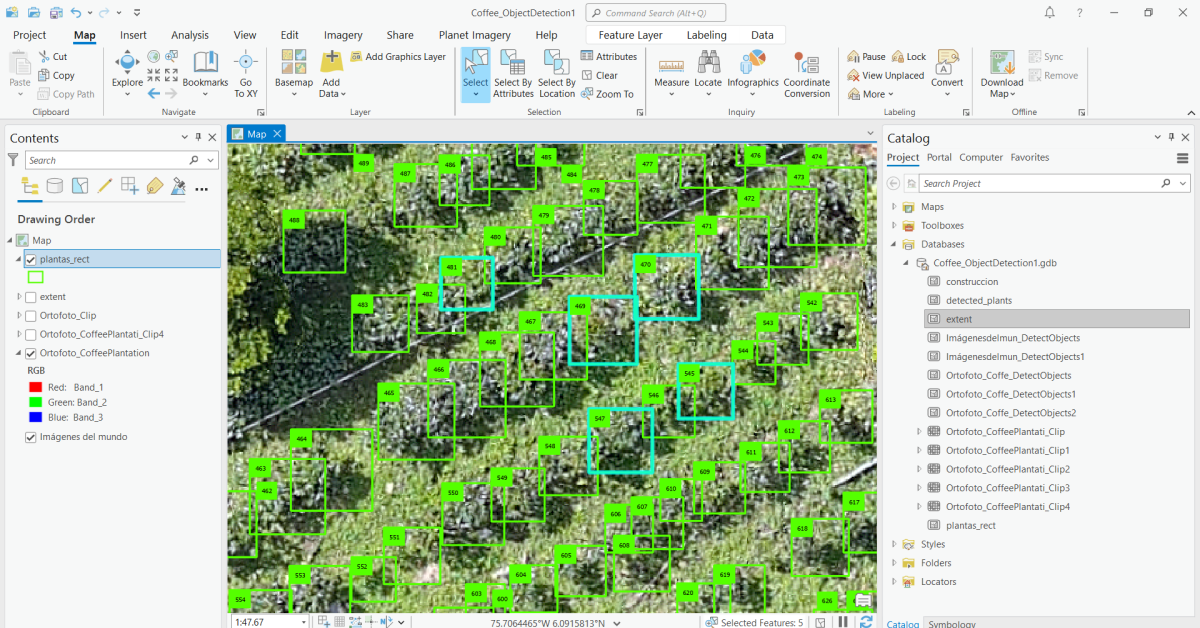 Coffee_ObjectDetection1
Command Search (Alt+Q)
Project Map Insert Analysis View Edit Imagery Share Planet Imagery Help Feature Layer Labeling Data
Paste
Cut
Copy
Copy Path
Clipboard
Explore
Bookmarks
Go To XY
Navigate
Basemap
Add Data
Add Graphics Layer
Layer
Select
Select By Attributes
Select By Location
Attributes
Clear
Zoom To
Selection
Measure
Locate
Infographics
Coordinate Conversion
Inquiry
Pause
Lock
View Unplaced
More
Convert
Labeling
Download Map
Sync
Remove
Offline
Contents
Search
Drawing Order
Map
plantas_rect
extent
Ortofoto_Clip
Ortofoto_CoffeePlantati_Clip4
Ortofoto_CoffeePlantation
RGB
Red: Band_1
Green: Band_2
Blue: Band_3
Imágenes del mundo
Map
489
487
486
485
484
477
476
474
473
478
472
488
479
480
471
481
470
482
483
469
542
467
543
468
544
466
545
465
546
613
547
612
464
548
611
463
609
462
549
610
550
607
606
617
618
551
608
605
552
553
604
619
554
603
600
620
626
1:47.67
75.7064465°W 6.0915813°N
Selected Features: 5
Catalog
Project Portal Computer Favorites
Search Project
Maps
Toolboxes
Databases
Coffee_ObjectDetection1.gdb
construccion
detected_plants
extent
ImágenesdelmUn_DetectObjects
ImágenesdelmUn_DetectObjects1
Ortofoto_Coffe_DetectObjects
Ortofoto_Coffe_DetectObjects1
Ortofoto_Coffe_DetectObjects2
Ortofoto_CoffeePlantati_Clip
Ortofoto_CoffeePlantati_Clip1
Ortofoto_CoffeePlantati_Clip2
Ortofoto_CoffeePlantati_Clip3
Ortofoto_CoffeePlantati_Clip4
plantas_rect
Styles
Folders
Locators
Catalog Symbology